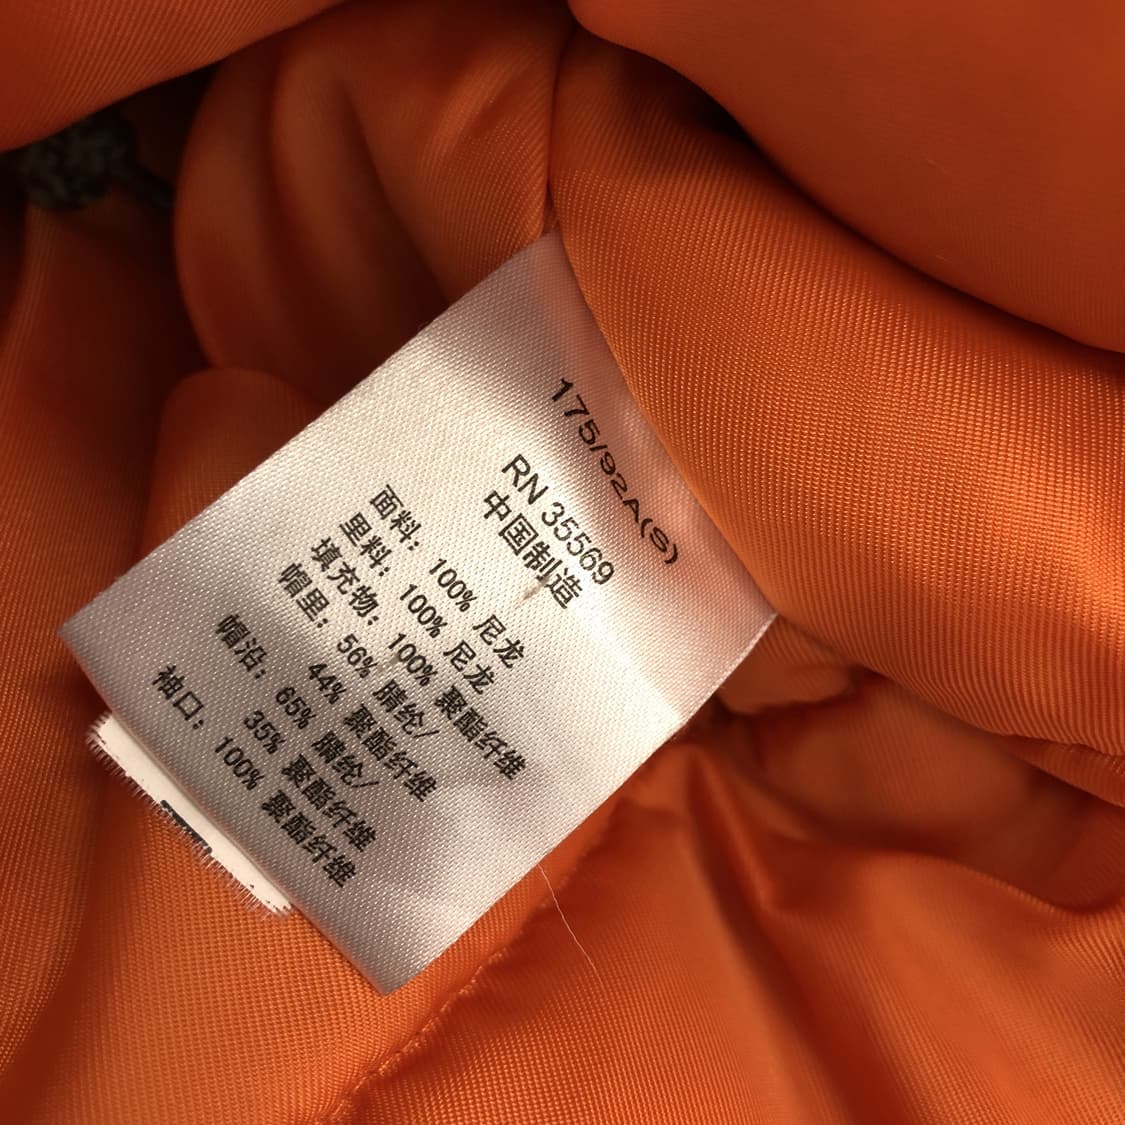 175/92A(S)
RN 35569
中国制造
面料: 100% 尼龙
里料: 100% 尼龙
填充物: 100% 聚酯纤维
帽里: 56% 腈纶/
44% 聚酯纤维
帽沿: 65% 腈纶/
35% 聚酯纤维
袖口: 100% 聚酯纤维